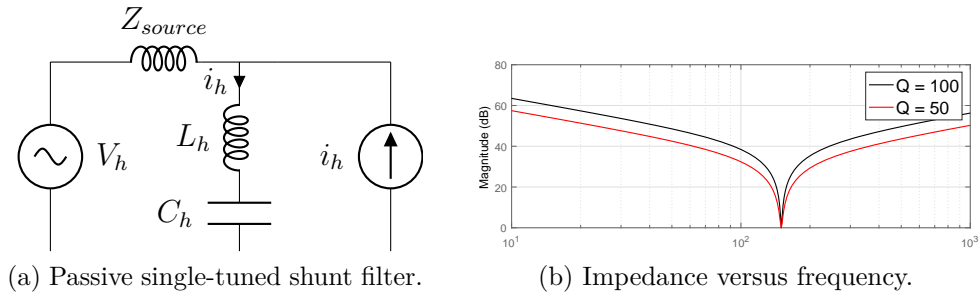 Z_source
i_h
L_h
V_h
i_h
C_h
(a) Passive single-tuned shunt filter.
80
60
40
20
0
Magnitude (dB)
Q = 100
Q = 50
10^1
10^2
10^3
(b) Impedance versus frequency.